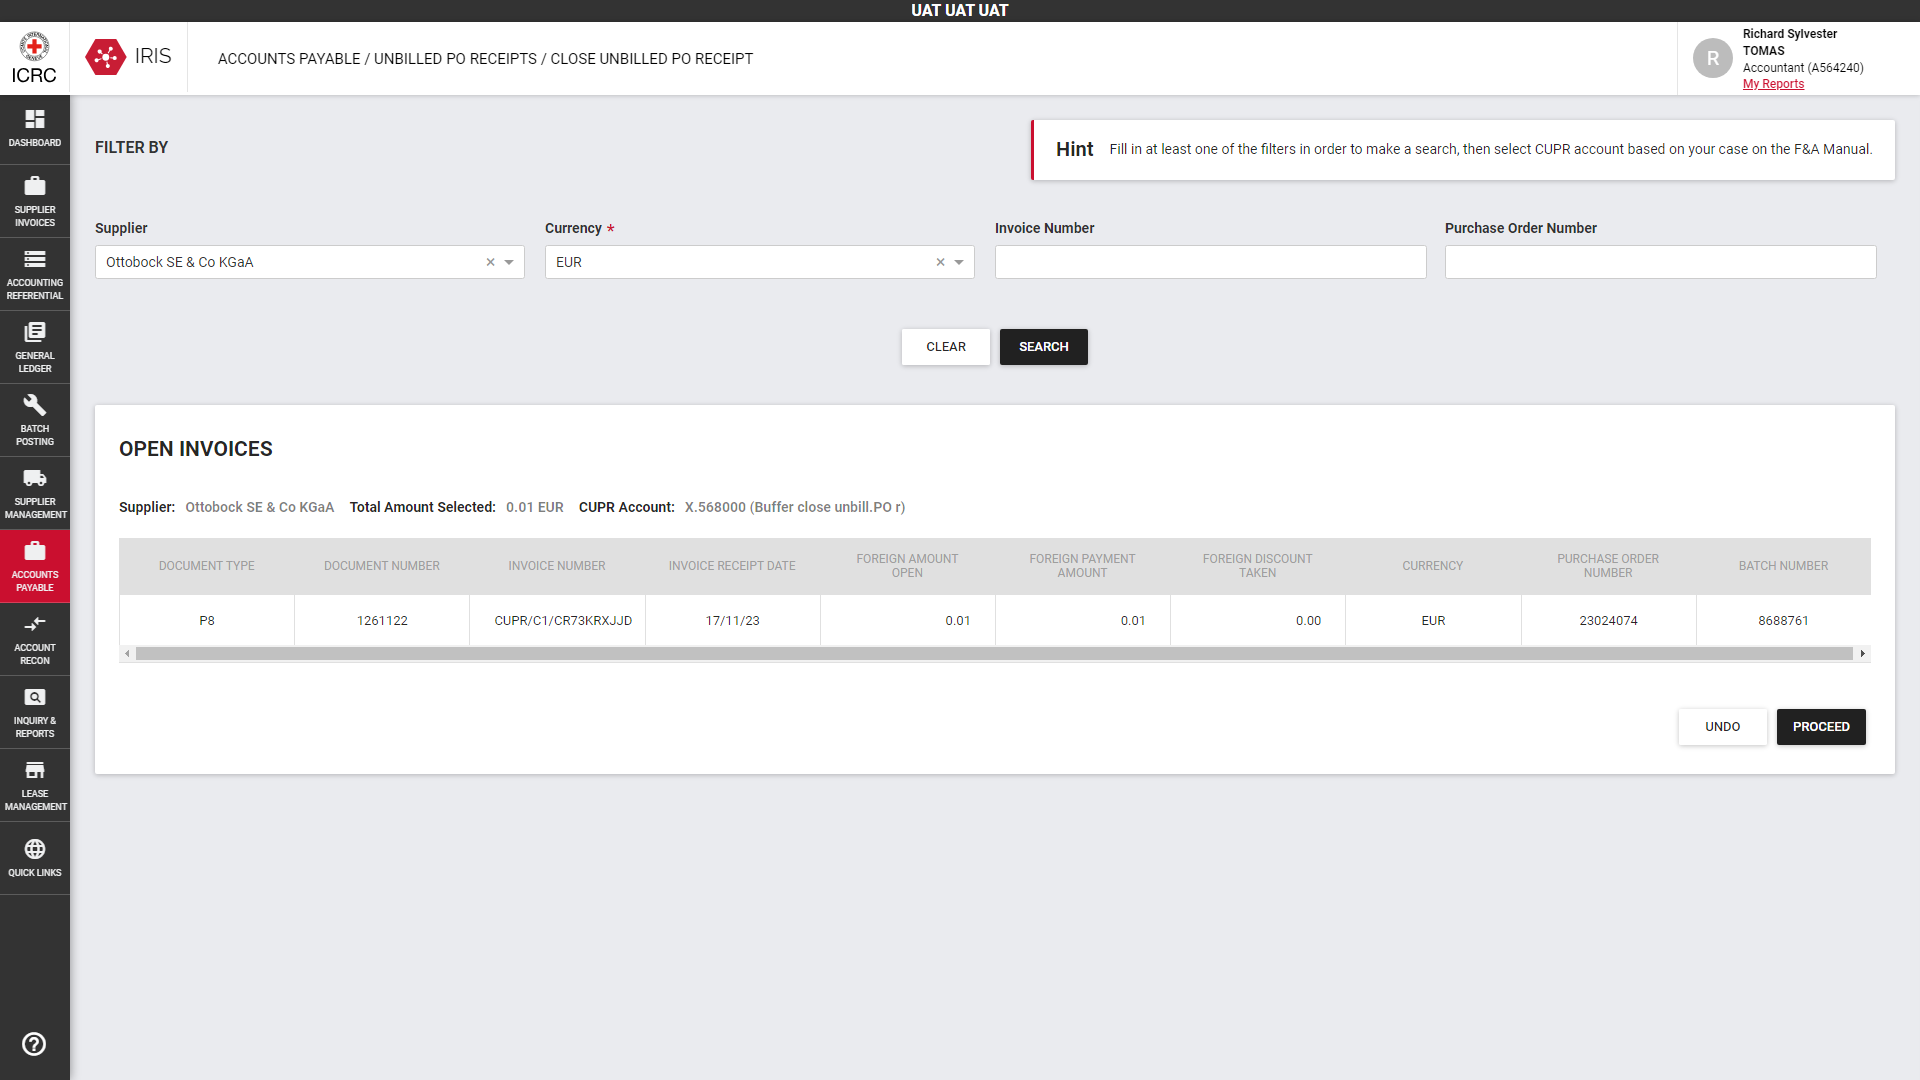 UAT UAT UAT
ICRC
IRIS
ACCOUNTS PAYABLE / UNBILLED PO RECEIPTS / CLOSE UNBILLED PO RECEIPT
R
Richard Sylvester
TOMAS
Accountant (A564240)
My Reports
DASHBOARD
SUPPLIER
INVOICES
ACCOUNTING
REFERENTIAL
GENERAL
LEDGER
BATCH
POSTING
SUPPLIER
MANAGEMENT
ACCOUNTS
PAYABLE
ACCOUNT
RECON
INQUIRY &
REPORTS
LEASE
MANAGEMENT
QUICK LINKS
FILTER BY
Hint Fill in at least one of the filters in order to make a search, then select CUPR account based on your case on the F&A Manual.
Supplier Currency * Invoice Number Purchase Order Number
Ottobock SE & Co KGaA EUR
CLEAR SEARCH
OPEN INVOICES
Supplier: Ottobock SE & Co KGaA Total Amount Selected: 0.01 EUR CUPR Account: X.568000 (Buffer close unbill.PO r)
DOCUMENT TYPE DOCUMENT NUMBER INVOICE NUMBER INVOICE RECEIPT DATE FOREIGN AMOUNT OPEN FOREIGN PAYMENT AMOUNT FOREIGN DISCOUNT TAKEN CURRENCY PURCHASE ORDER NUMBER BATCH NUMBER
P8 1261122 CUPR/C1/CR73KRXJJD 17/11/23 0.01 0.01 0.00 EUR 23024074 8688761
UNDO PROCEED